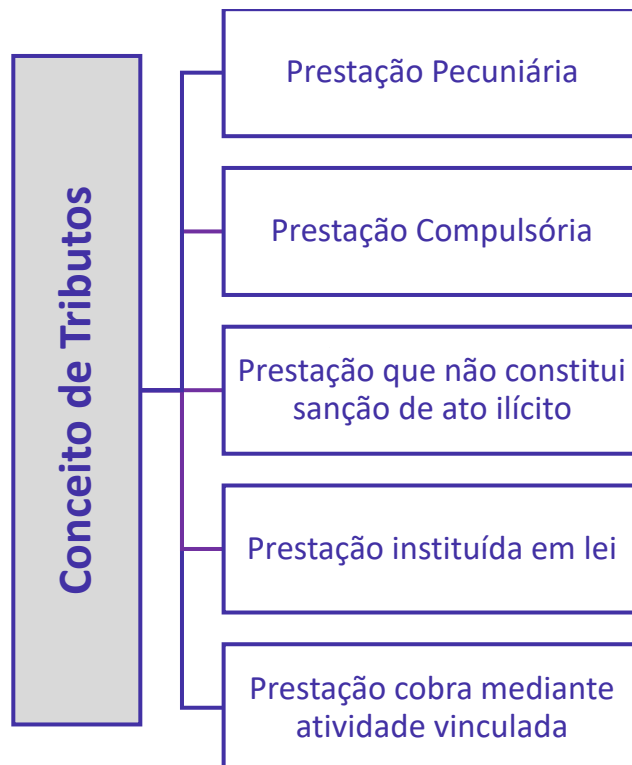 Conceito de Tributos
Prestação Pecuniária
Prestação Compulsória
Prestação que não constitui
sanção de ato ilícito
Prestação instituída em lei
Prestação cobra mediante
atividade vinculada